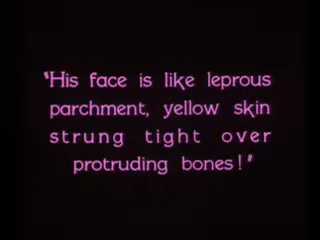 "His face is like leprous
parchment, yellow skin
strung tight over
protruding bones!"